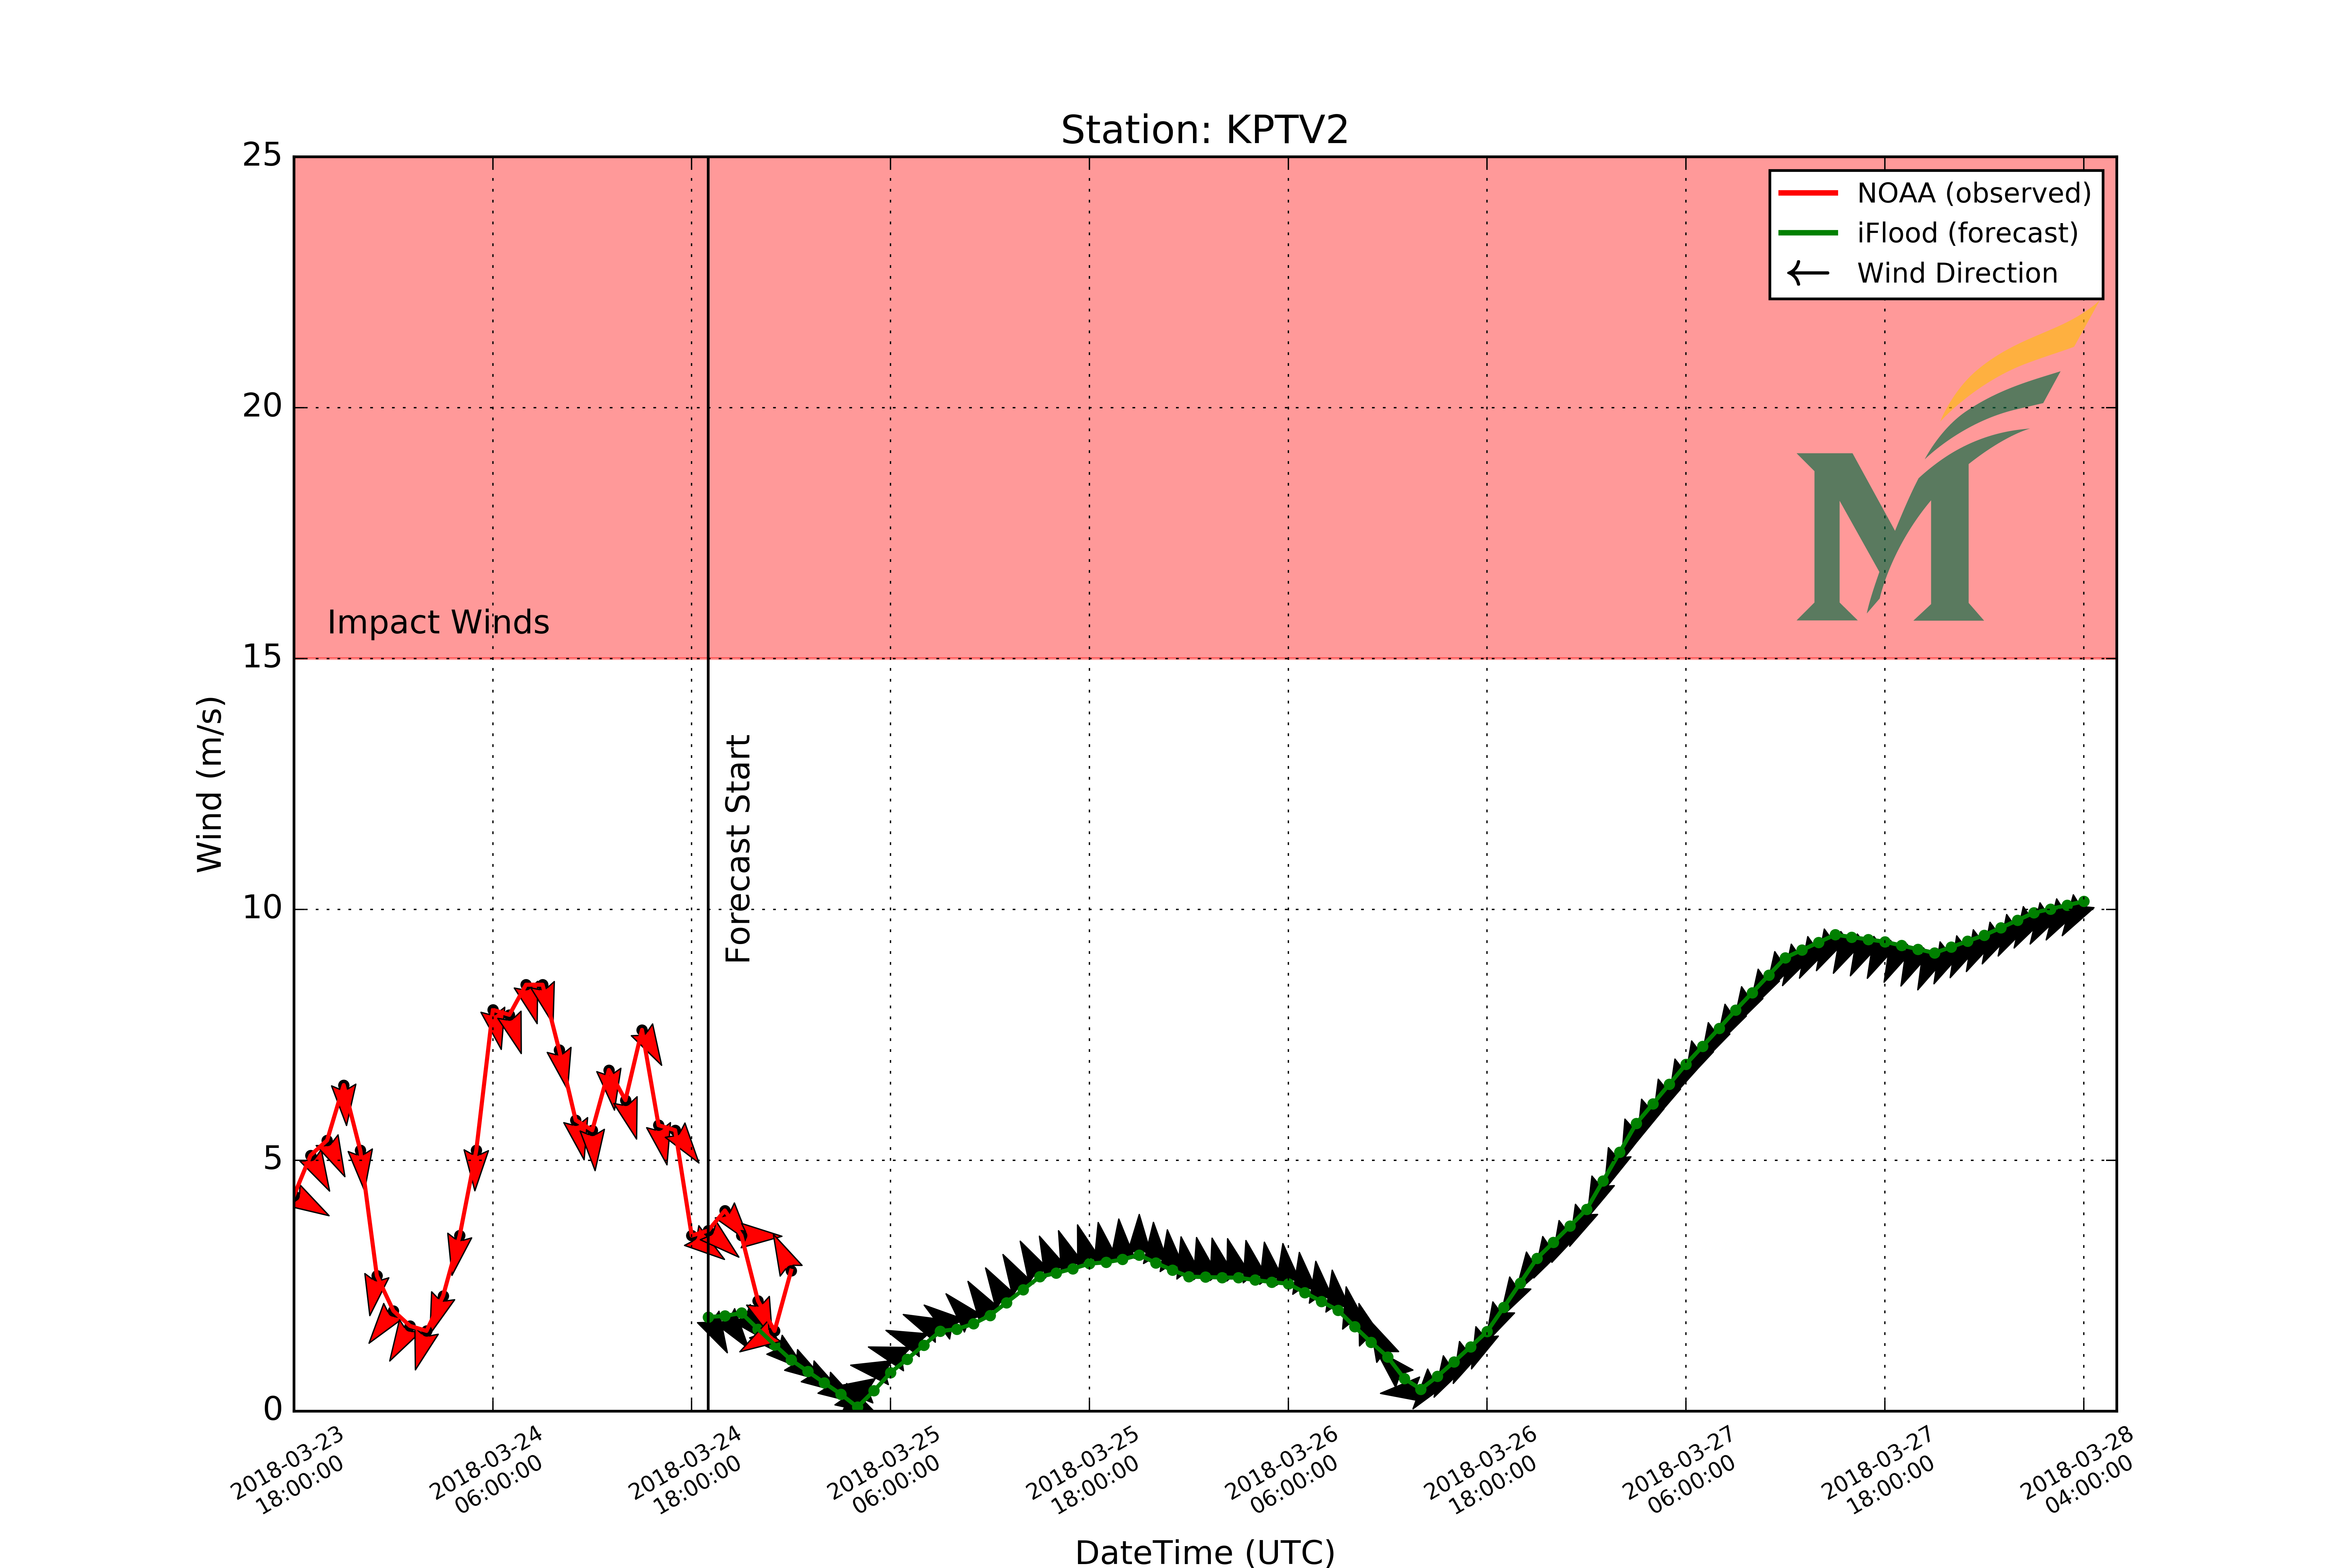 Station: KPTV2
25
20
15
10
5
0
Wind (m/s)
NOAA (observed)
iFlood (forecast)
Wind Direction
Impact Winds
Forecast Start
M
2018-03-23
18:00:00
2018-03-24
06:00:00
2018-03-24
18:00:00
2018-03-25
06:00:00
2018-03-25
18:00:00
2018-03-26
06:00:00
2018-03-26
18:00:00
2018-03-27
06:00:00
2018-03-27
18:00:00
2018-03-28
04:00:00
DateTime (UTC)